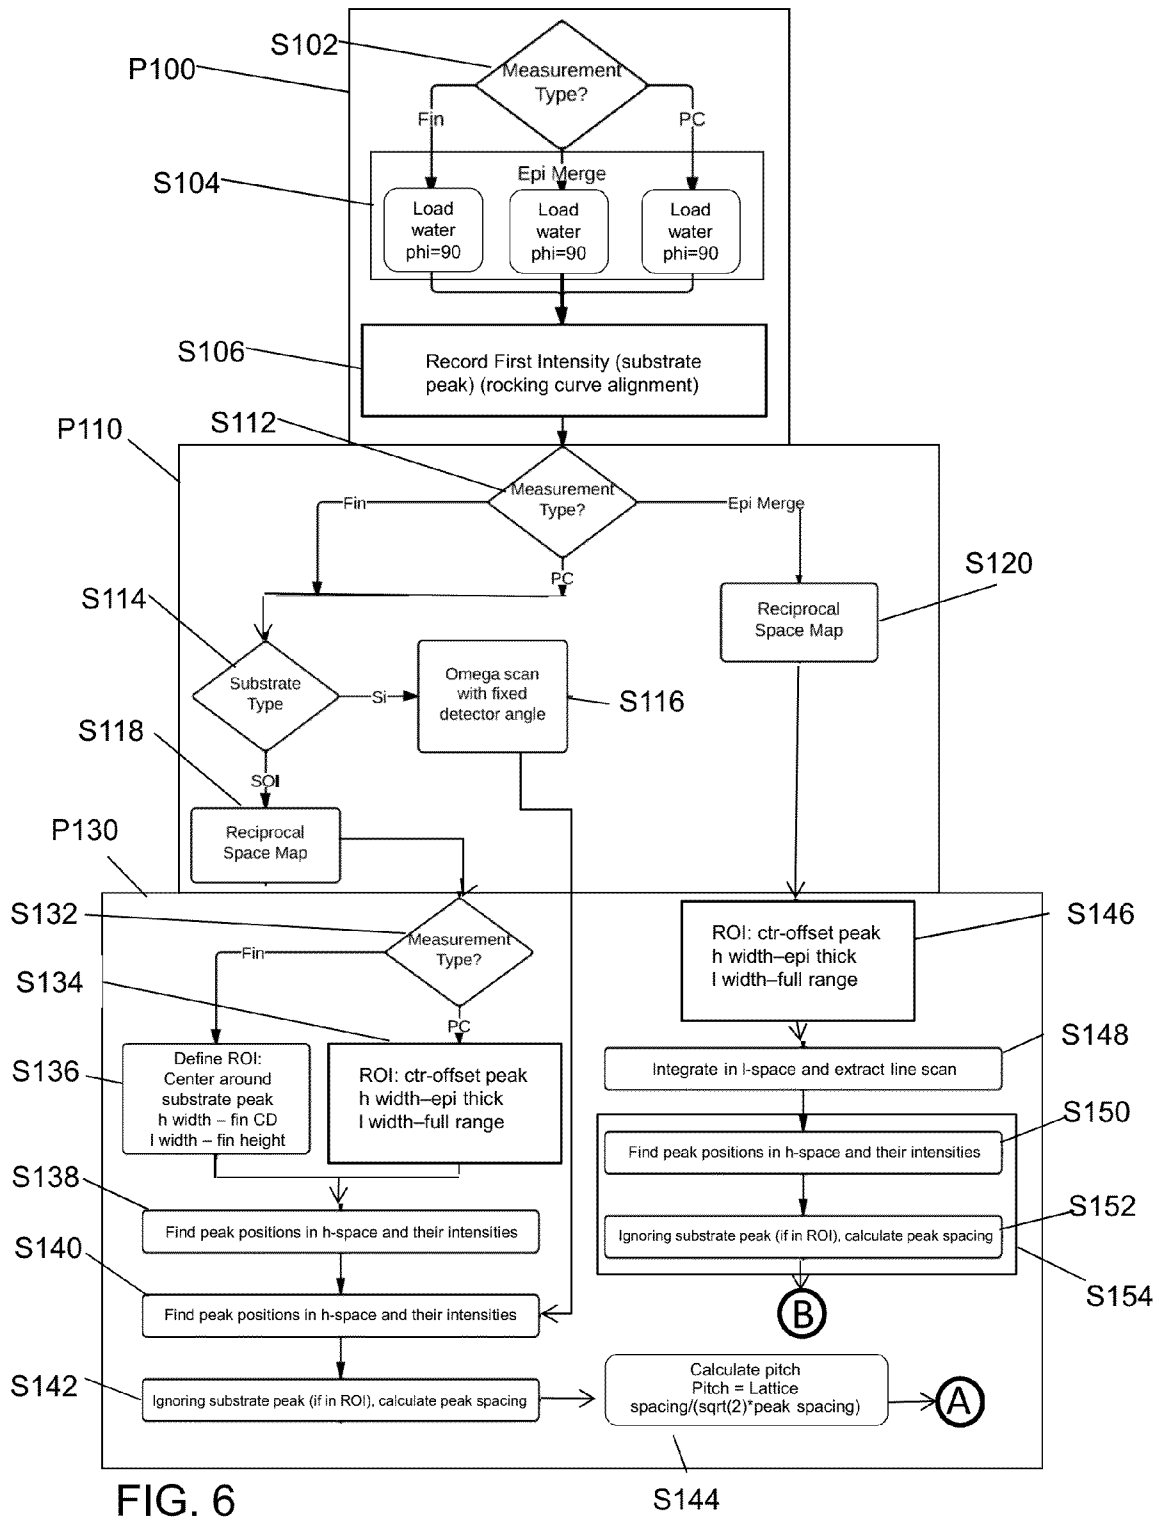 S102
P100
Measurement
Type?
Fin
PC
Epi Merge
S104
Load
water
phi=90
Load
water
phi=90
Load
water
phi=90
S106
Record First Intensity (substrate
peak) (rocking curve alignment)
S112
P110
Measurement
Type?
Fin
Epi Merge
PC
S120
S114
Reciprocal
Space Map
Substrate
Type
Si
Omega scan
with fixed
detector angle
S116
S118
SOI
P130
Reciprocal
Space Map
S132
Measurement
Type?
Fin
S134
PC
S146
ROI: ctr-offset peak
h width–epi thick
l width–full range
S136
Define ROI:
Center around
substrate peak
h width – fin CD
l width – fin height
ROI: ctr-offset peak
h width–epi thick
l width–full range
S148
Integrate in l-space and extract line scan
S150
Find peak positions in h-space and their intensities
S138
Find peak positions in h-space and their intensities
S152
Ignoring substrate peak (if in ROI), calculate peak spacing
S140
Find peak positions in h-space and their intensities
S154
B
S142
Ignoring substrate peak (if in ROI), calculate peak spacing
Calculate pitch
Pitch = Lattice
spacing/(sqrt(2)*peak spacing)
A
S144
FIG. 6